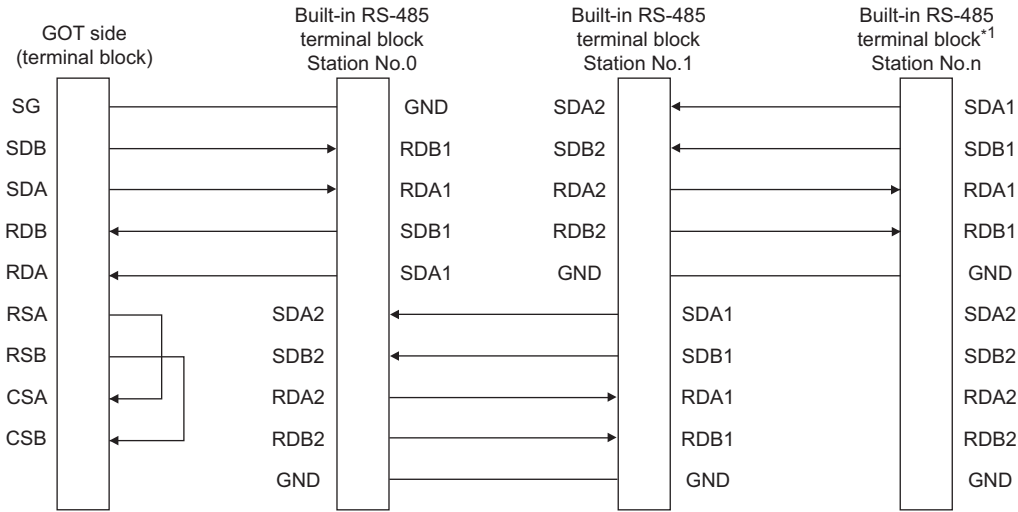 GOT side
(terminal block)
SG
SDB
SDA
RDB
RDA
RSA
RSB
CSA
CSB
Built-in RS-485
terminal block
Station No.0
GND
RDB1
RDA1
SDB1
SDA1
SDA2
SDB2
RDA2
RDB2
GND
Built-in RS-485
terminal block
Station No.1
SDA2
SDB2
RDA2
RDB2
GND
SDA1
SDB1
RDA1
RDB1
GND
Built-in RS-485
terminal block*1
Station No.n
SDA1
SDB1
RDA1
RDB1
GND
SDA2
SDB2
RDA2
RDB2
GND